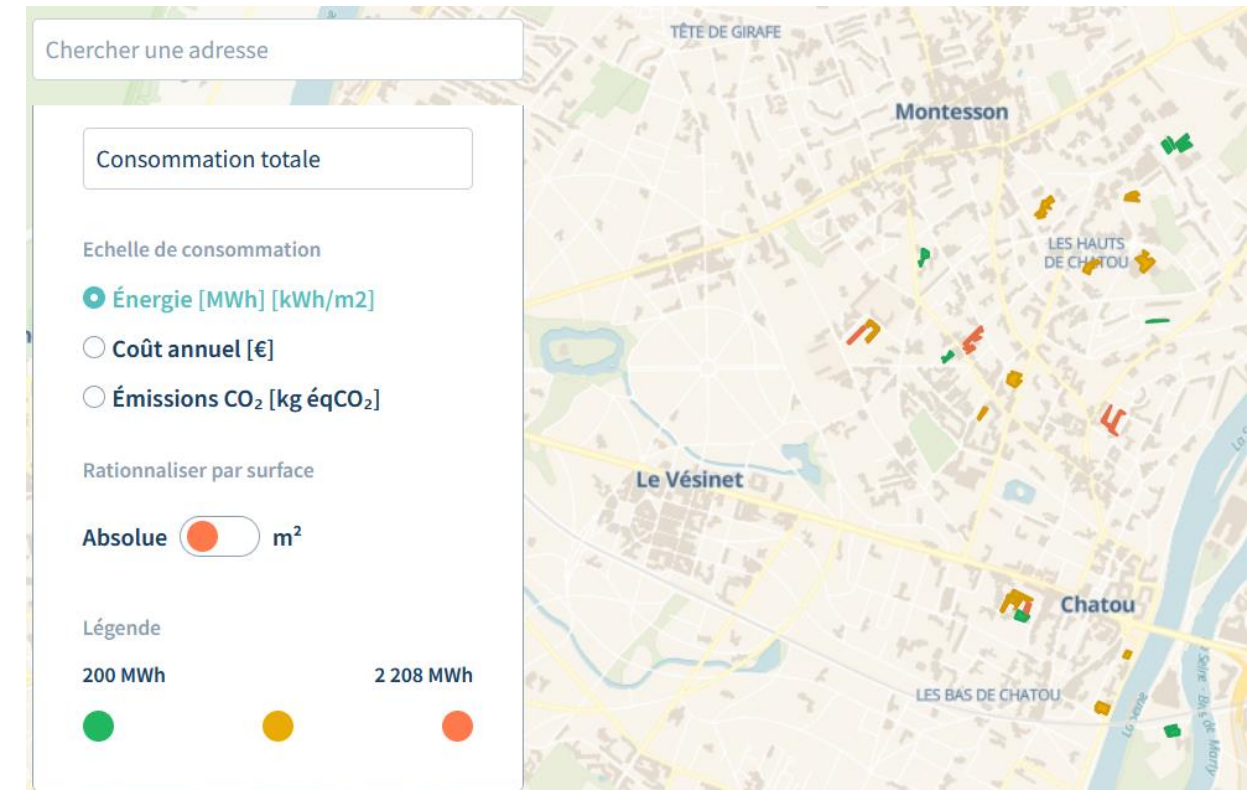 Chercher une adresse
Consommation totale
Echelle de consommation
Énergie [MWh] [kWh/m2]
Coût annuel [€]
Émissions CO₂ [kg éqCO₂]
Rationnaliser par surface
Absolue m²
Légende
200 MWh 2 208 MWh
TÊTE DE GIRAFE
Montesson
LES HAUTS
DE CHATOU
Le Vésinet
Chatou
LES BAS DE CHATOU
La Seine